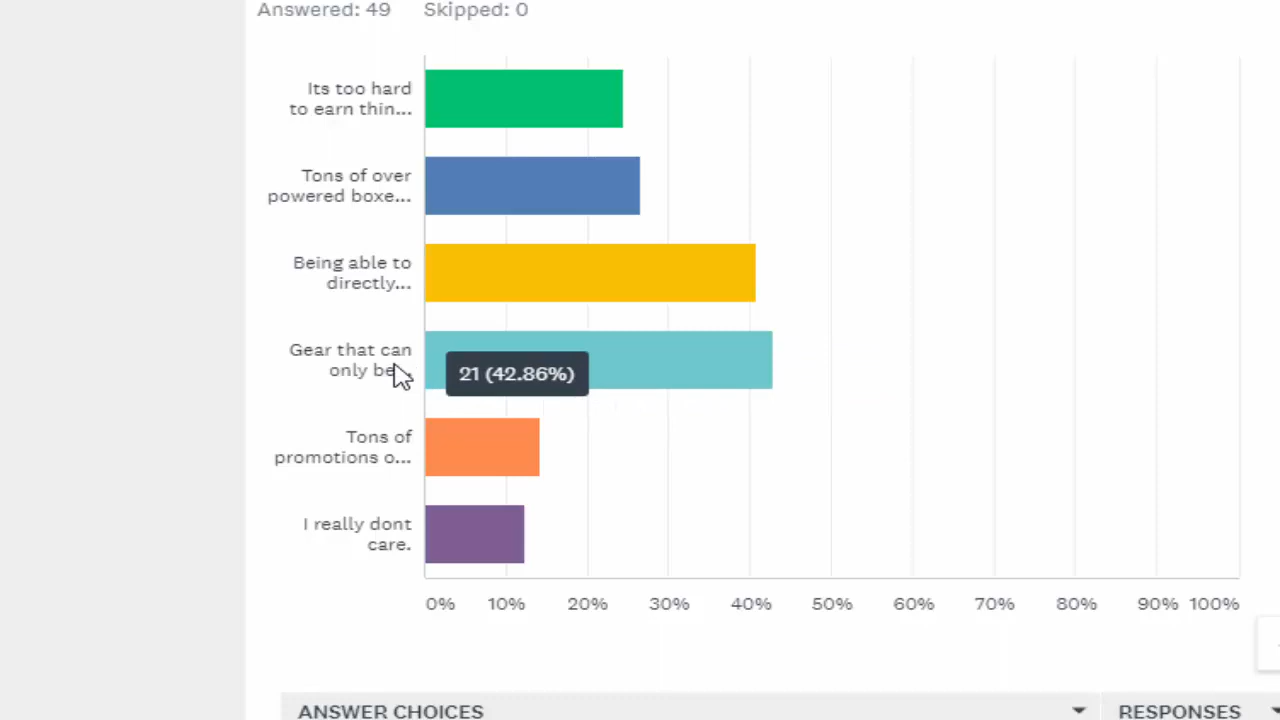 Answered: 49 Skipped: 0
Its too hard
to earn thin...
Tons of over
powered boxe...
Being able to
directly...
Gear that can
only be...
21 (42.86%)
Tons of
promotions o...
I really dont
care.
0% 10% 20% 30% 40% 50% 60% 70% 80% 90% 100%
ANSWER CHOICES RESPONSES